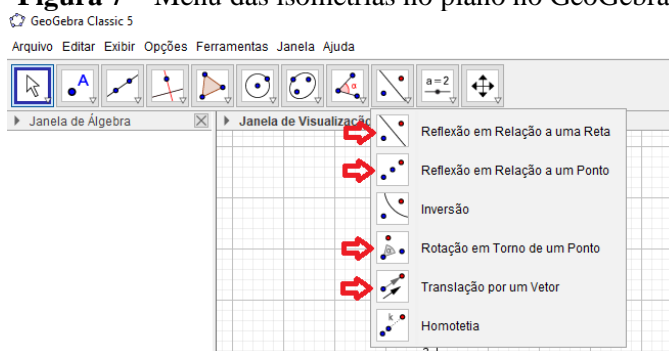 Figura 7 – Menu das isometrias no plano no GeoGebra
GeoGebra Classic 5
Arquivo Editar Exibir Opções Ferramentas Janela Ajuda
A
α
a=2
Janela de Álgebra
Janela de Visualização
Reflexão em Relação a uma Reta
Reflexão em Relação a um Ponto
Inversão
Rotação em Torno de um Ponto
Translação por um Vetor
k
Homotetia